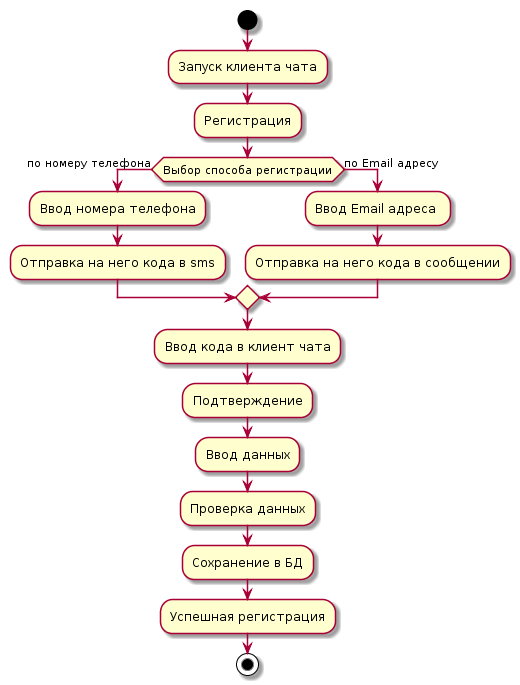 Запуск клиента чата
Регистрация
по номеру телефона
Выбор способа регистрации
по Email адресу
Ввод номера телефона
Ввод Email адреса
Отправка на него кода в sms
Отправка на него кода в сообщении
Ввод кода в клиент чата
Подтверждение
Ввод данных
Проверка данных
Сохранение в БД
Успешная регистрация